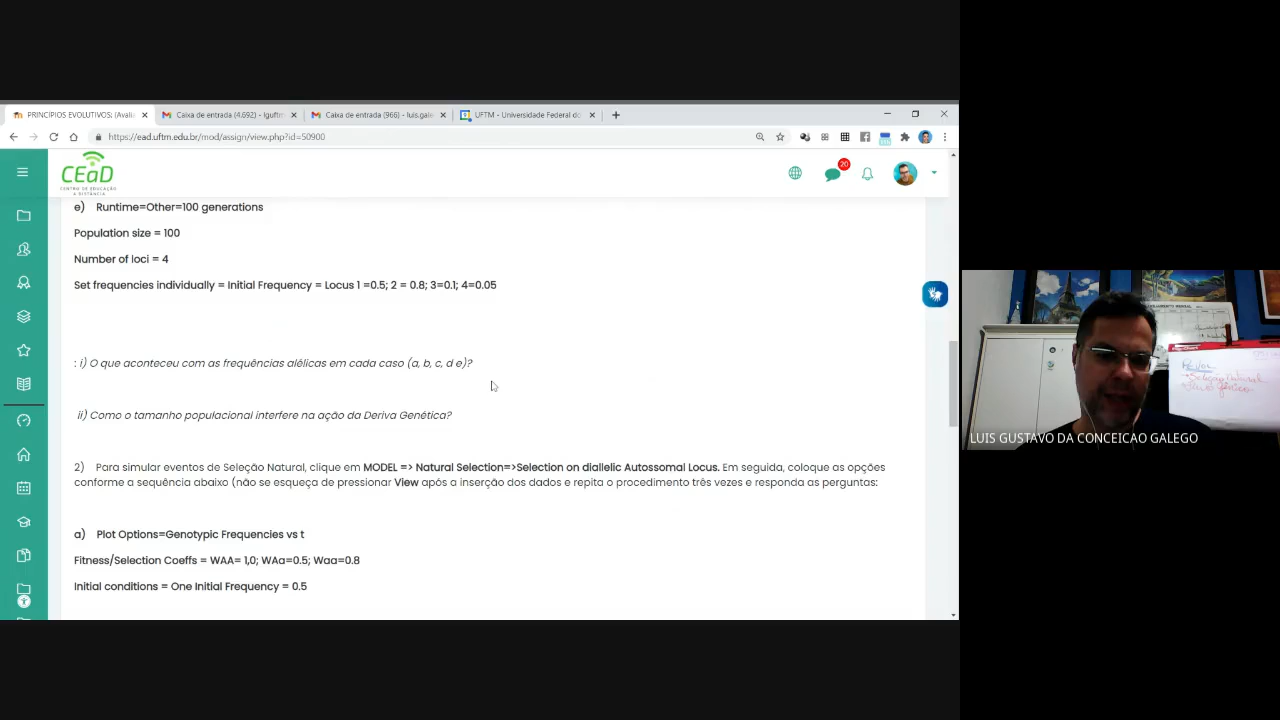 PRINCÍPIOS EVOLUTIVOS: (Avali
Caixa de entrada (4.692) - lguftm
Caixa de entrada (966) - luis.gale
UFTM - Universidade Federal do
https://ead.uftm.edu.br/mod/assign/view.php?id=50900
CEaD
CENTRO DE EDUCAÇÃO
A DISTÂNCIA
20
e) Runtime=Other=100 generations
Population size = 100
Number of loci = 4
Set frequencies individually = Initial Frequency = Locus 1 =0.5; 2 = 0.8; 3=0.1; 4=0.05
: i) O que aconteceu com as frequências alélicas em cada caso (a, b, c, d e)?
ii) Como o tamanho populacional interfere na ação da Deriva Genética?
2) Para simular eventos de Seleção Natural, clique em MODEL => Natural Selection=>Selection on diallelic Autossomal Locus. Em seguida, coloque as opções
conforme a sequência abaixo (não se esqueça de pressionar View após a inserção dos dados e repita o procedimento três vezes e responda as perguntas:
a) Plot Options=Genotypic Frequencies vs t
Fitness/Selection Coeffs = WAA= 1,0; WAa=0.5; Waa=0.8
Initial conditions = One Initial Frequency = 0.5
Seleção Natural
LUIS GUSTAVO DA CONCEICAO GALEGO